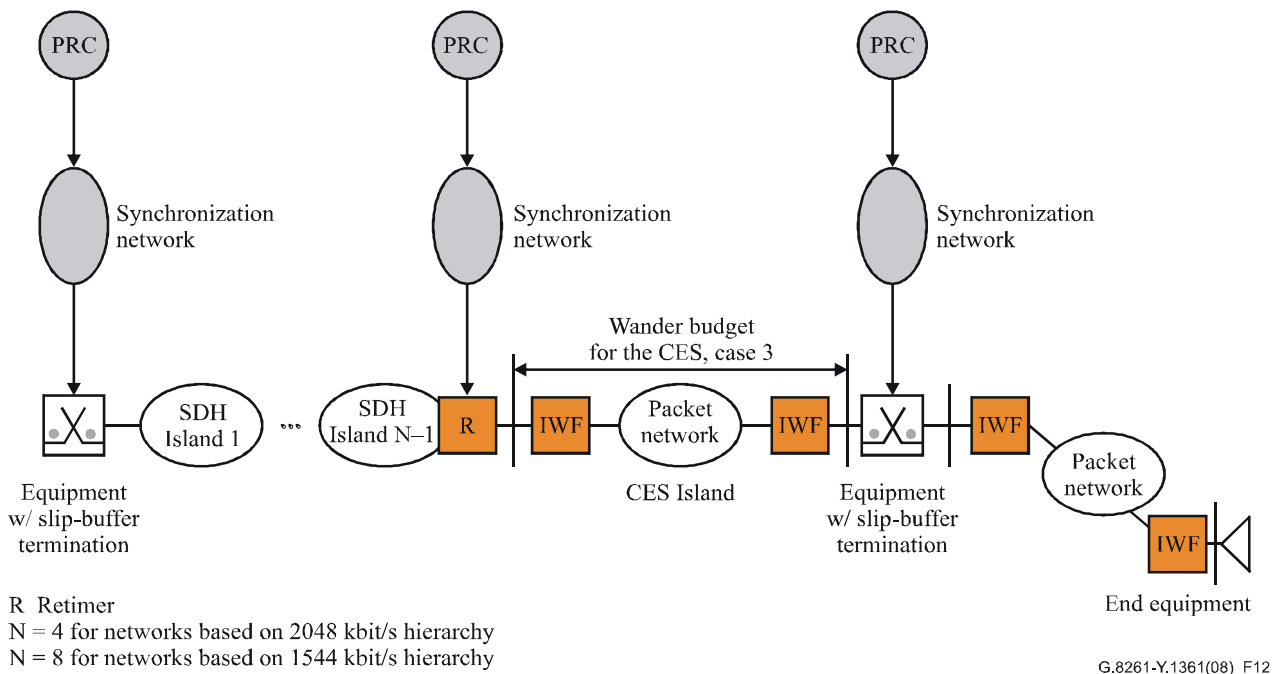 PRC
PRC
PRC
Synchronization
network
Synchronization
network
Synchronization
network
Wander budget
for the CES, case 3
SDH
Island 1
SDH
Island N–1
R
IWF
Packet
network
IWF
IWF
Equipment
w/ slip-buffer
termination
CES Island
Equipment
w/ slip-buffer
termination
Packet
network
IWF
End equipment
R Retimer
N = 4 for networks based on 2048 kbit/s hierarchy
N = 8 for networks based on 1544 kbit/s hierarchy
G.8261-Y.1361(08)_F12